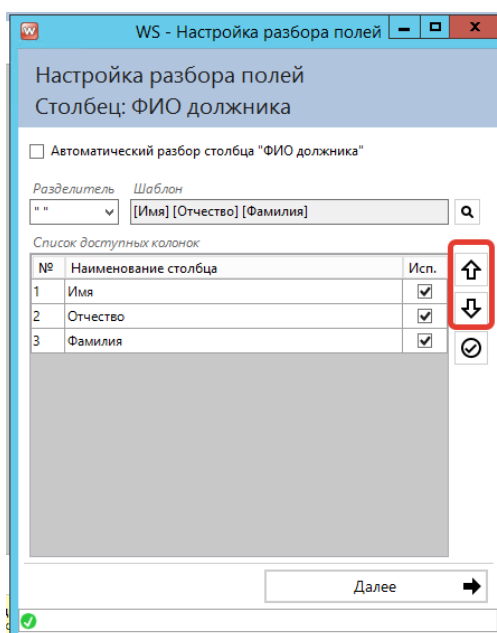 WS - Настройка разбора полей
Настройка разбора полей
Столбец: ФИО должника
Автоматический разбор столбца "ФИО должника"
Разделитель Шаблон
" " [Имя] [Отчество] [Фамилия]
Список доступных колонок
№ Наименование столбца Исп.
1 Имя
2 Отчество
3 Фамилия
Далее